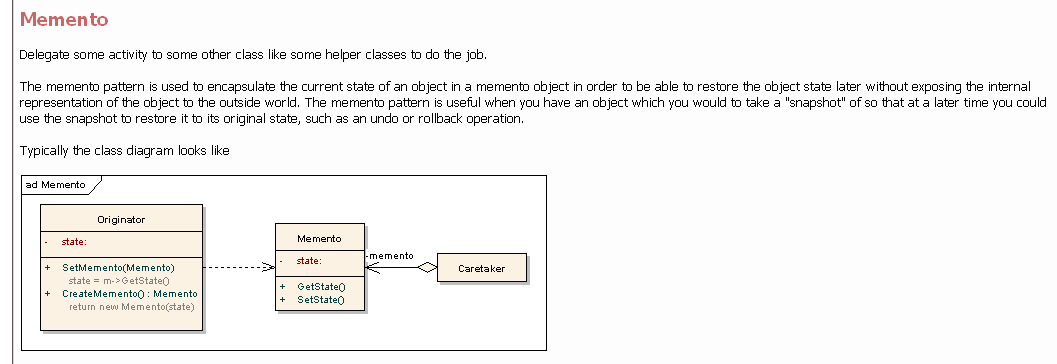 Memento
Delegate some activity to some other class like some helper classes to do the job.
The memento pattern is used to encapsulate the current state of an object in a memento object in order to be able to restore the object state later without exposing the internal
representation of the object to the outside world. The memento pattern is useful when you have an object which you would to take a "snapshot" of so that at a later time you could
use the snapshot to restore it to its original state, such as an undo or rollback operation.
Typically the class diagram looks like
ad Memento
Originator
- state:
+ SetMemento(Memento)
state = m->GetState()
+ CreateMemento() : Memento
return new Memento(state)
Memento
- state:
+ GetState()
+ SetState()
-memento
Caretaker